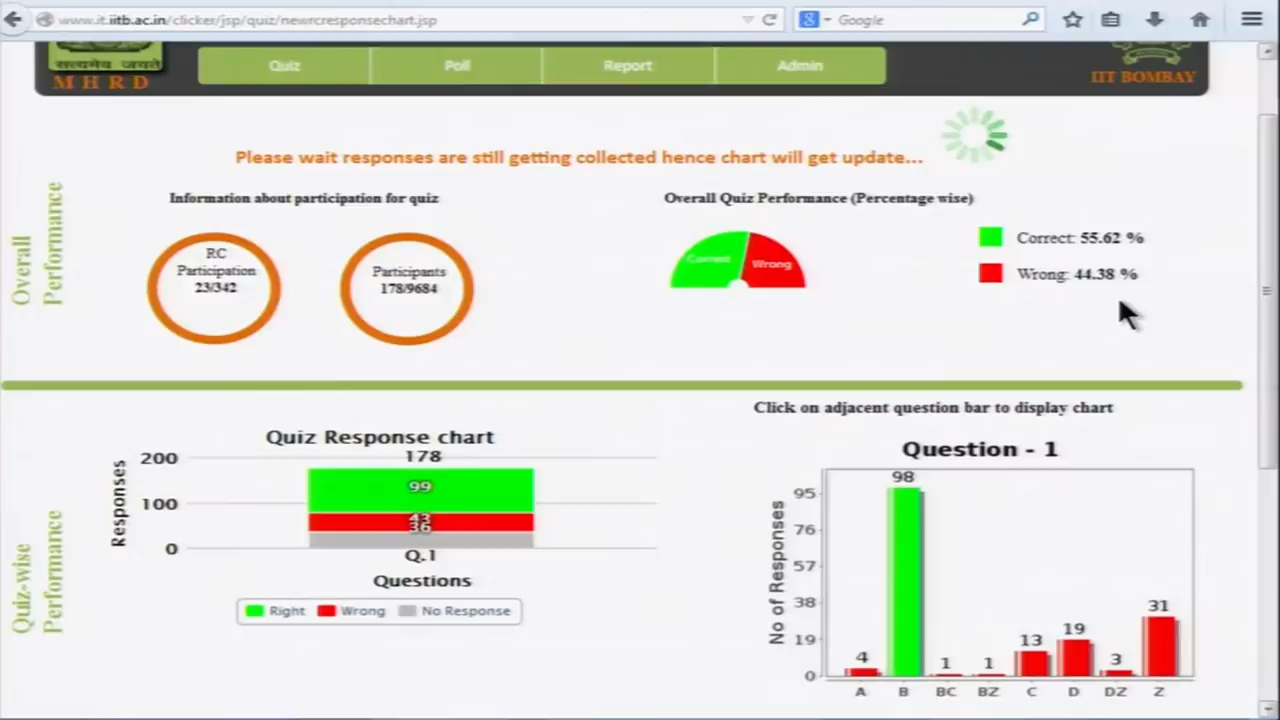 www.it.iitb.ac.in/clicker/jsp/quiz/newrcresponsechart.jsp
Google
सत्यमेव जयते
M H R D
Quiz
Poll
Report
Admin
IIT BOMBAY
Please wait responses are still getting collected hence chart will get update...
Overall
Performance
Information about participation for quiz
RC
Participation
23/342
Participants
178/9684
Overall Quiz Performance (Percentage wise)
Correct
Wrong
Correct: 55.62 %
Wrong: 44.38 %
Quiz-wise
Performance
Quiz Response chart
Responses
200
100
0
178
99
43
36
Q.1
Questions
Right
Wrong
No Response
Click on adjacent question bar to display chart
Question - 1
No of Responses
95
76
57
38
19
0
4
98
1
1
13
19
3
31
A B BC BZ C D DZ Z